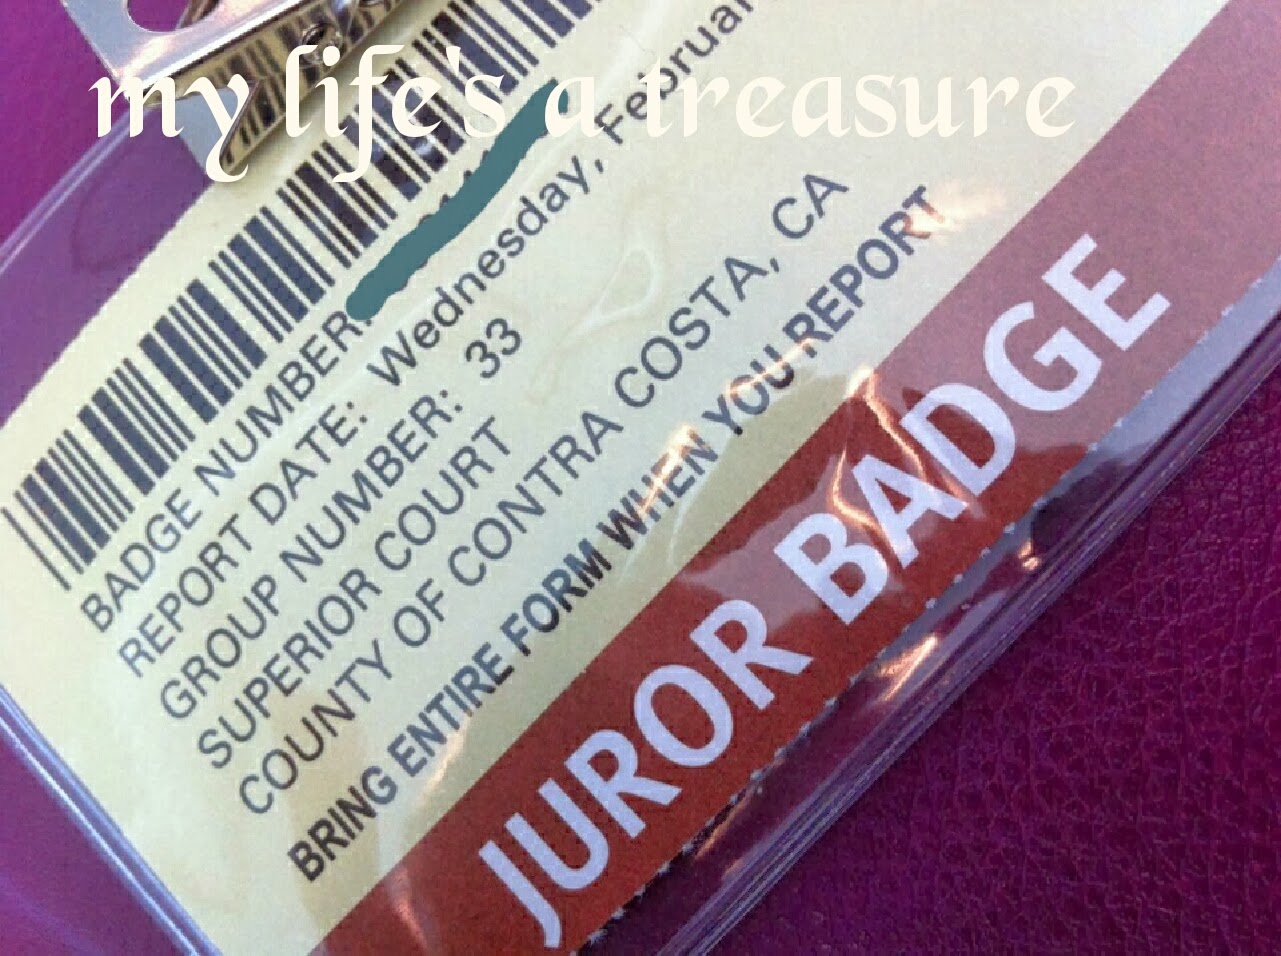 my life's a treasure
BADGE NUMBER:
REPORT DATE: Wednesday,
GROUP NUMBER: 33
SUPERIOR COURT
COUNTY OF CONTRA COSTA, CA
BRING ENTIRE FORM WHEN YOU REPORT
JUROR BADGE